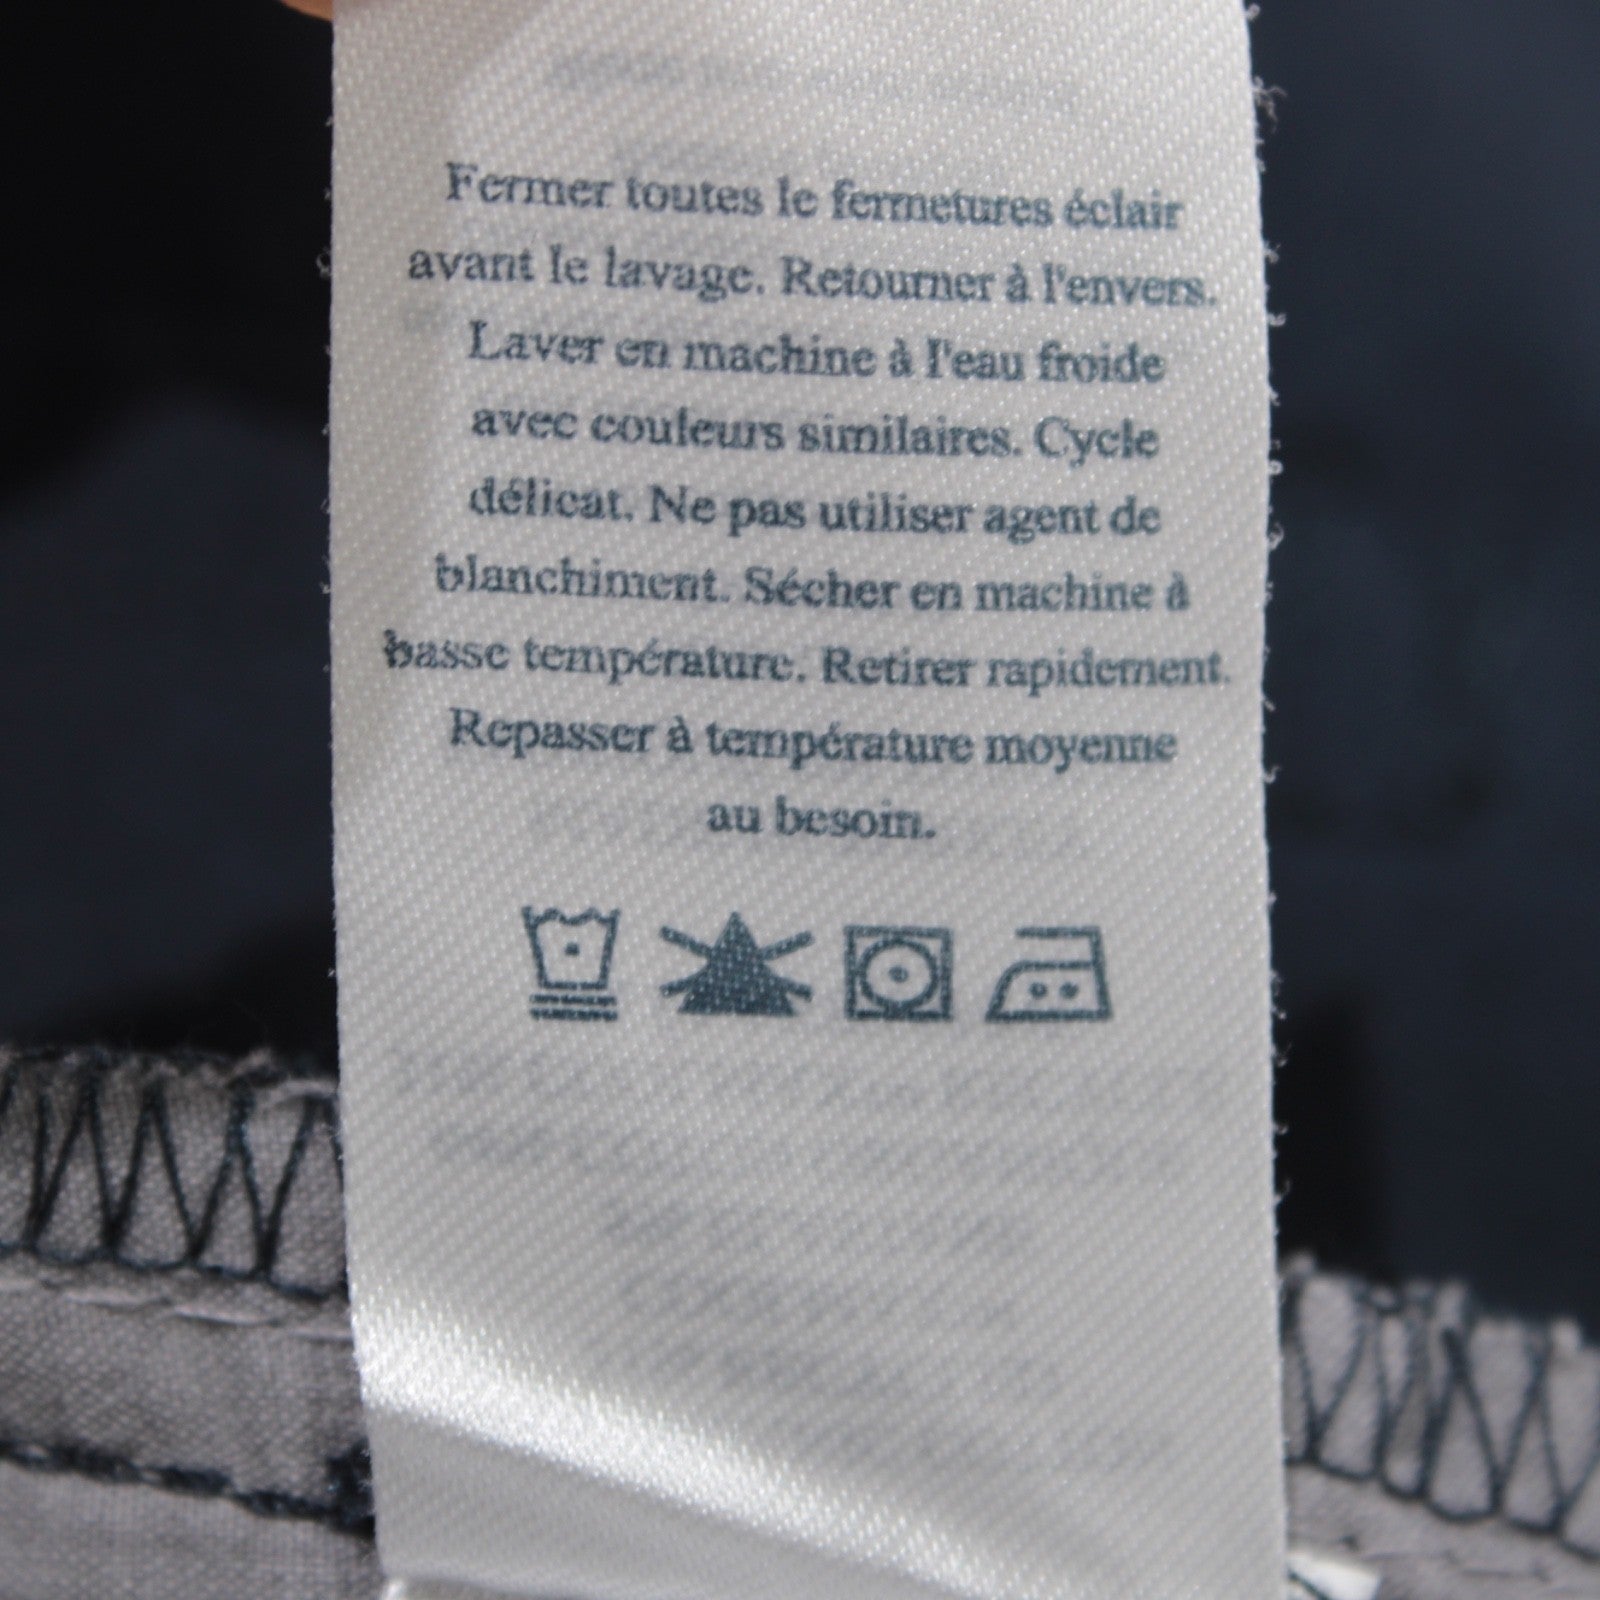 Fermer toutes le fermetures éclair
avant le lavage. Retourner à l'envers.
Laver en machine à l'eau froide
avec couleurs similaires. Cycle
délicat. Ne pas utiliser agent de
blanchiment. Sécher en machine à
basse température. Retirer rapidement.
Repasser à température moyenne
au besoin.